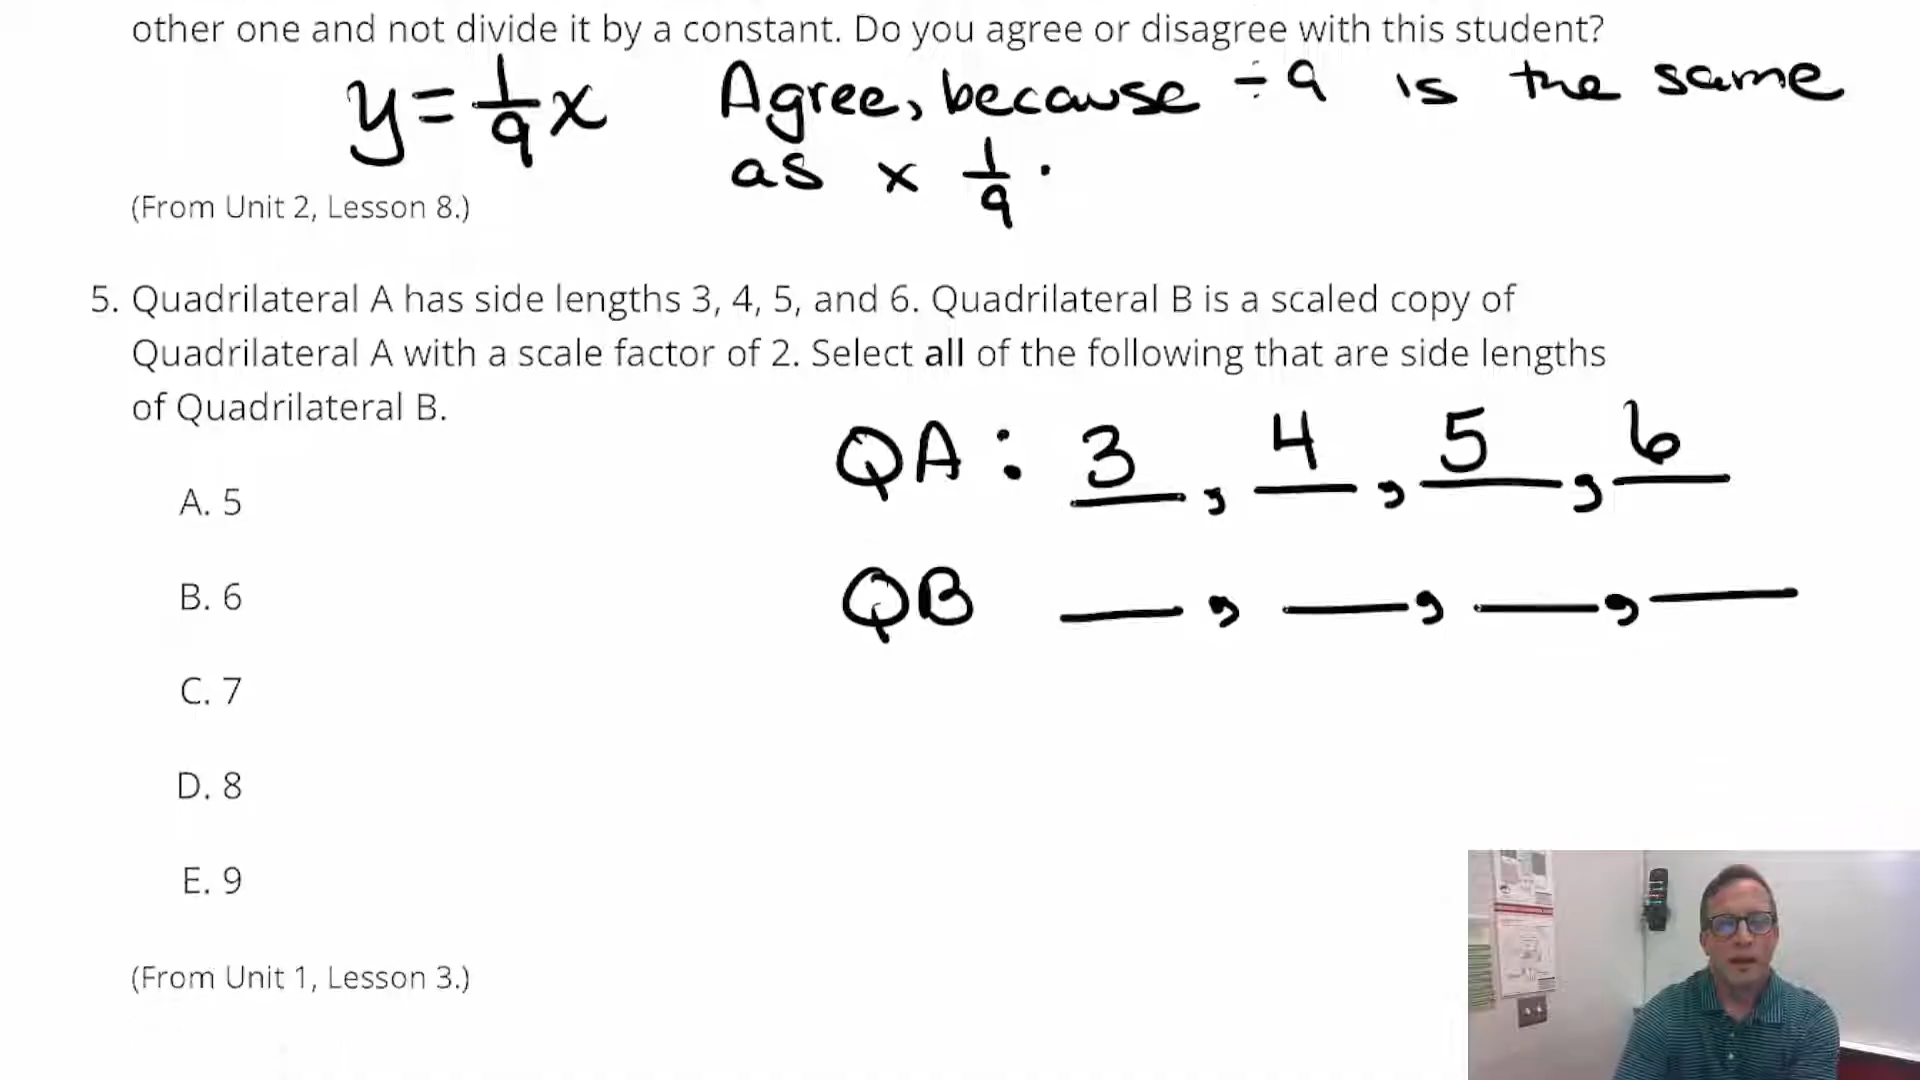 other one and not divide it by a constant. Do you agree or disagree with this student?
y = 1/9 x Agree, because ÷ 9 is the same
as x 1/9 .
(From Unit 2, Lesson 8.)
5. Quadrilateral A has side lengths 3, 4, 5, and 6. Quadrilateral B is a scaled copy of
Quadrilateral A with a scale factor of 2. Select all of the following that are side lengths
of Quadrilateral B.
QA : 3, 4, 5, 6
A. 5
QB __, __, __, __
B. 6
C. 7
D. 8
E. 9
(From Unit 1, Lesson 3.)